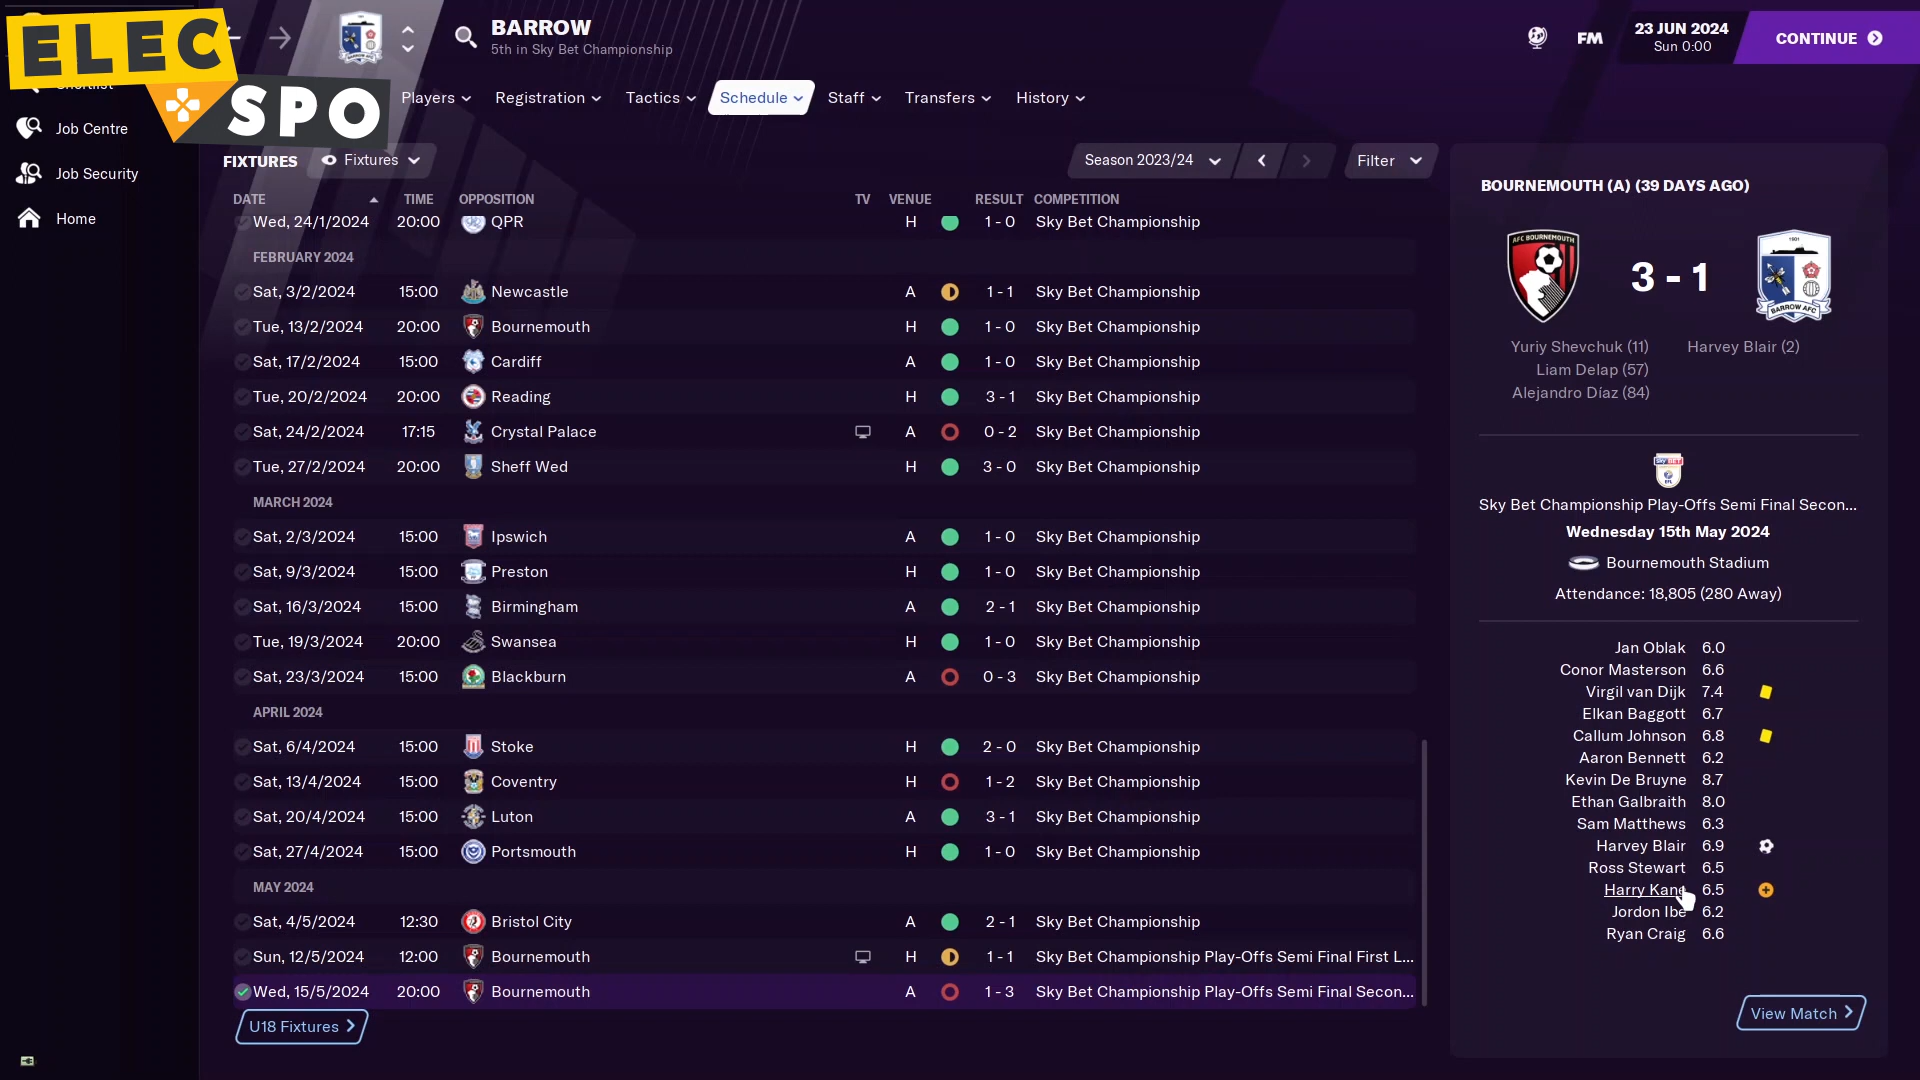 ELEC
SPO
BARROW
5th in Sky Bet Championship
FM
23 JUN 2024
Sun 0:00
CONTINUE
Shortlist
Job Centre
Job Security
Home
Players
Registration
Tactics
Schedule
Staff
Transfers
History
FIXTURES
Fixtures
Season 2023/24
Filter
DATE TIME OPPOSITION TV VENUE RESULT COMPETITION
Wed, 24/1/2024 20:00 QPR H 1 - 0 Sky Bet Championship
FEBRUARY 2024
Sat, 3/2/2024 15:00 Newcastle A 1 - 1 Sky Bet Championship
Tue, 13/2/2024 20:00 Bournemouth H 1 - 0 Sky Bet Championship
Sat, 17/2/2024 15:00 Cardiff A 1 - 0 Sky Bet Championship
Tue, 20/2/2024 20:00 Reading H 3 - 1 Sky Bet Championship
Sat, 24/2/2024 17:15 Crystal Palace A 0 - 2 Sky Bet Championship
Tue, 27/2/2024 20:00 Sheff Wed H 3 - 0 Sky Bet Championship
MARCH 2024
Sat, 2/3/2024 15:00 Ipswich A 1 - 0 Sky Bet Championship
Sat, 9/3/2024 15:00 Preston H 1 - 0 Sky Bet Championship
Sat, 16/3/2024 15:00 Birmingham A 2 - 1 Sky Bet Championship
Tue, 19/3/2024 20:00 Swansea H 1 - 0 Sky Bet Championship
Sat, 23/3/2024 15:00 Blackburn A 0 - 3 Sky Bet Championship
APRIL 2024
Sat, 6/4/2024 15:00 Stoke H 2 - 0 Sky Bet Championship
Sat, 13/4/2024 15:00 Coventry H 1 - 2 Sky Bet Championship
Sat, 20/4/2024 15:00 Luton A 3 - 1 Sky Bet Championship
Sat, 27/4/2024 15:00 Portsmouth H 1 - 0 Sky Bet Championship
MAY 2024
Sat, 4/5/2024 12:30 Bristol City A 2 - 1 Sky Bet Championship
Sun, 12/5/2024 12:00 Bournemouth H 1 - 1 Sky Bet Championship Play-Offs Semi Final First L...
Wed, 15/5/2024 20:00 Bournemouth A 1 - 3 Sky Bet Championship Play-Offs Semi Final Secon...
U18 Fixtures
BOURNEMOUTH (A) (39 DAYS AGO)
AFC BOURNEMOUTH
3 - 1
1901
BARROW AFC
Yuriy Shevchuk (11)
Liam Delap (57)
Alejandro Díaz (84)
Harvey Blair (2)
sky BET
EFL
Sky Bet Championship Play-Offs Semi Final Secon...
Wednesday 15th May 2024
Bournemouth Stadium
Attendance: 18,805 (280 Away)
Jan Oblak 6.0
Conor Masterson 6.6
Virgil van Dijk 7.4
Elkan Baggott 6.7
Callum Johnson 6.8
Aaron Bennett 6.2
Kevin De Bruyne 8.7
Ethan Galbraith 8.0
Sam Matthews 6.3
Harvey Blair 6.9
Ross Stewart 6.5
Harry Kane 6.5
Jordon Ibe 6.2
Ryan Craig 6.6
View Match